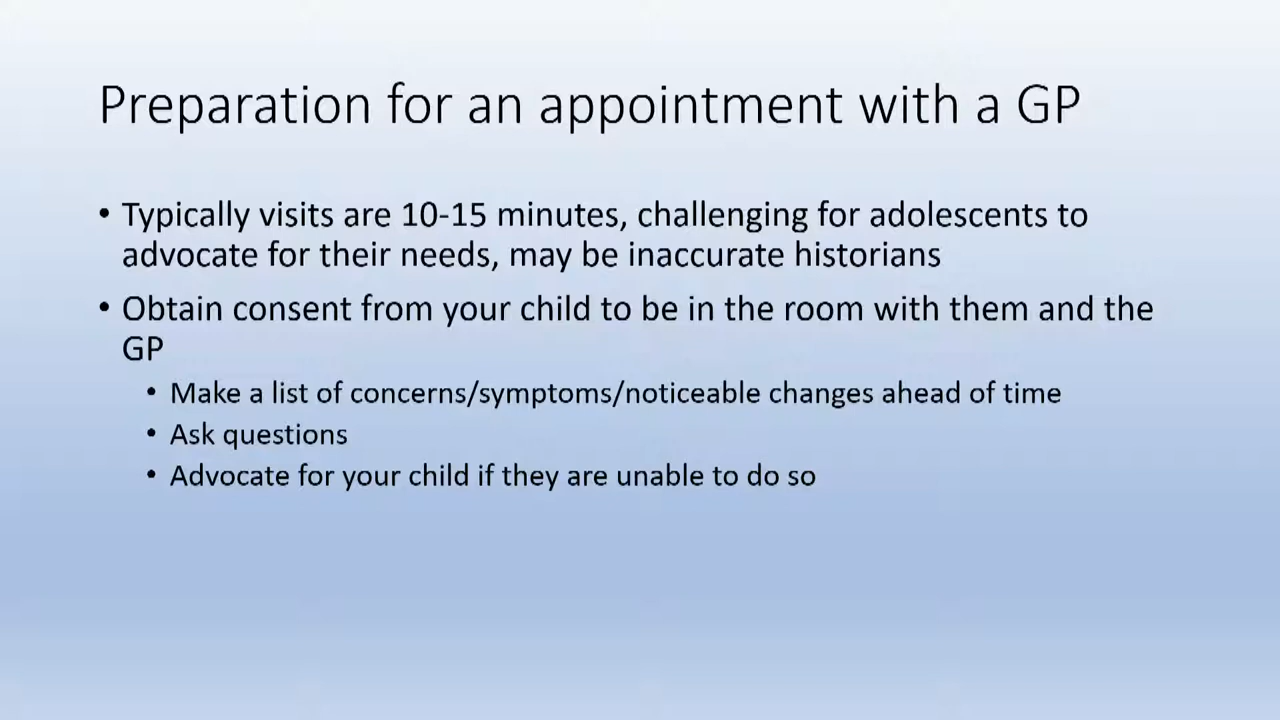 Preparation for an appointment with a GP
• Typically visits are 10-15 minutes, challenging for adolescents to
advocate for their needs, may be inaccurate historians
• Obtain consent from your child to be in the room with them and the
GP
• Make a list of concerns/symptoms/noticeable changes ahead of time
• Ask questions
• Advocate for your child if they are unable to do so